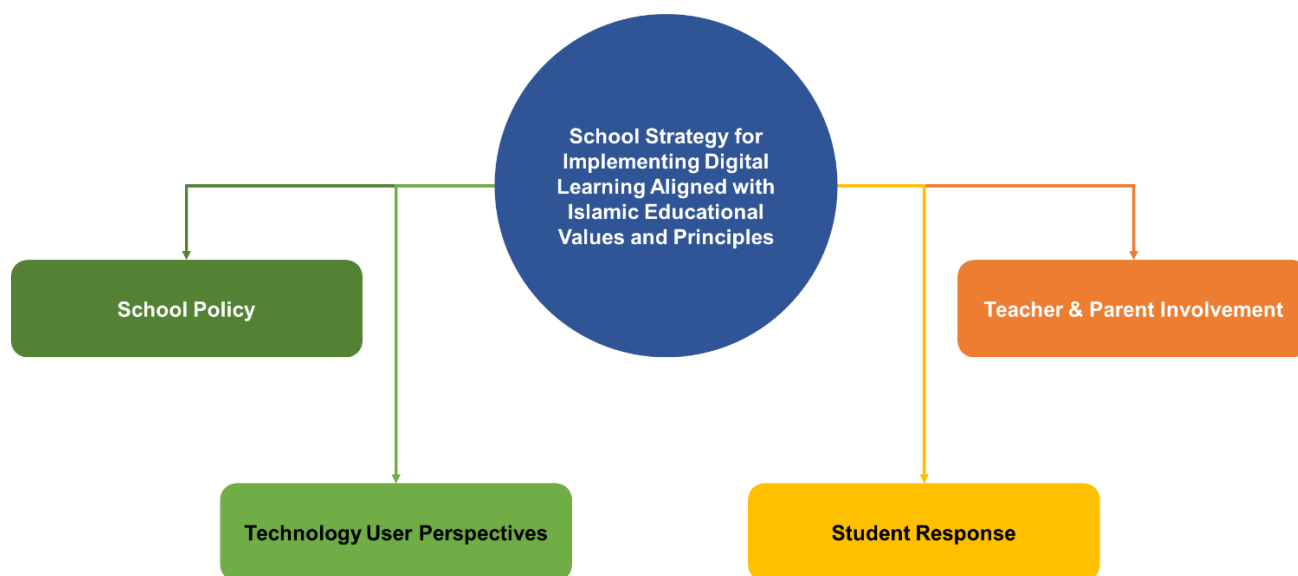 School Strategy for
Implementing Digital
Learning Aligned with
Islamic Educational
Values and Principles
School Policy
Teacher & Parent Involvement
Technology User Perspectives
Student Response